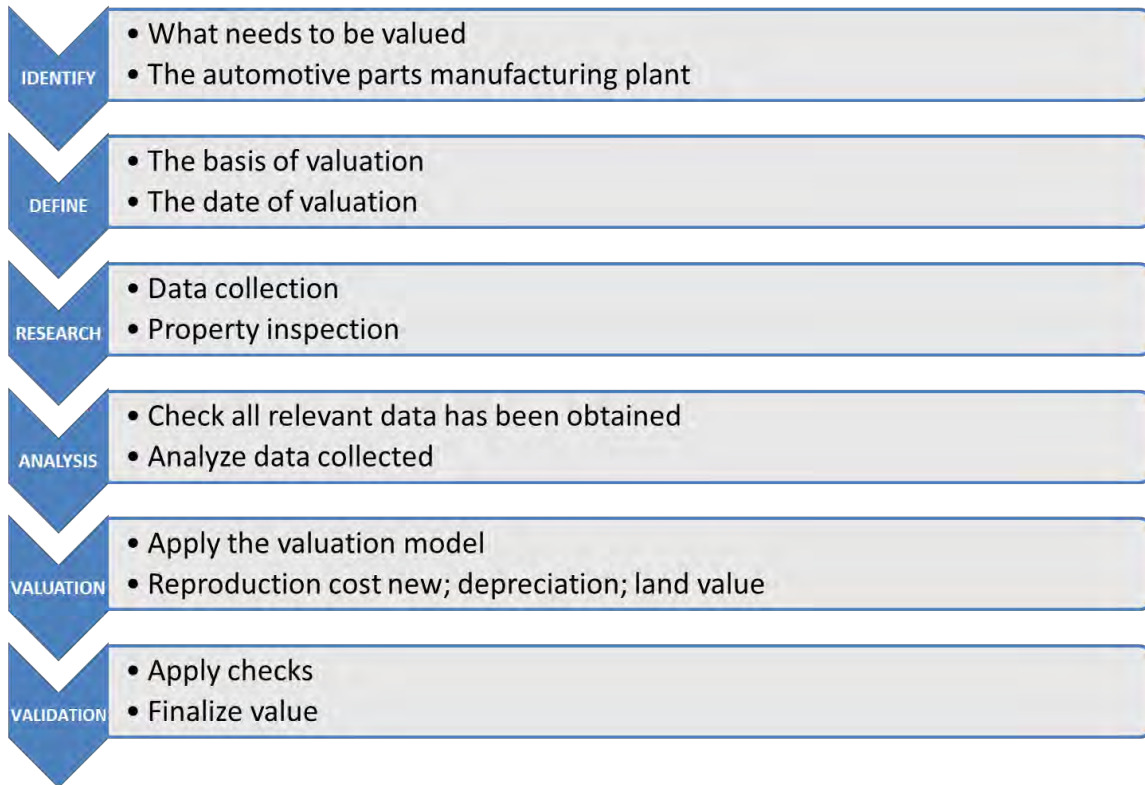 IDENTIFY
• What needs to be valued
• The automotive parts manufacturing plant
DEFINE
• The basis of valuation
• The date of valuation
RESEARCH
• Data collection
• Property inspection
ANALYSIS
• Check all relevant data has been obtained
• Analyze data collected
VALUATION
• Apply the valuation model
• Reproduction cost new; depreciation; land value
VALIDATION
• Apply checks
• Finalize value